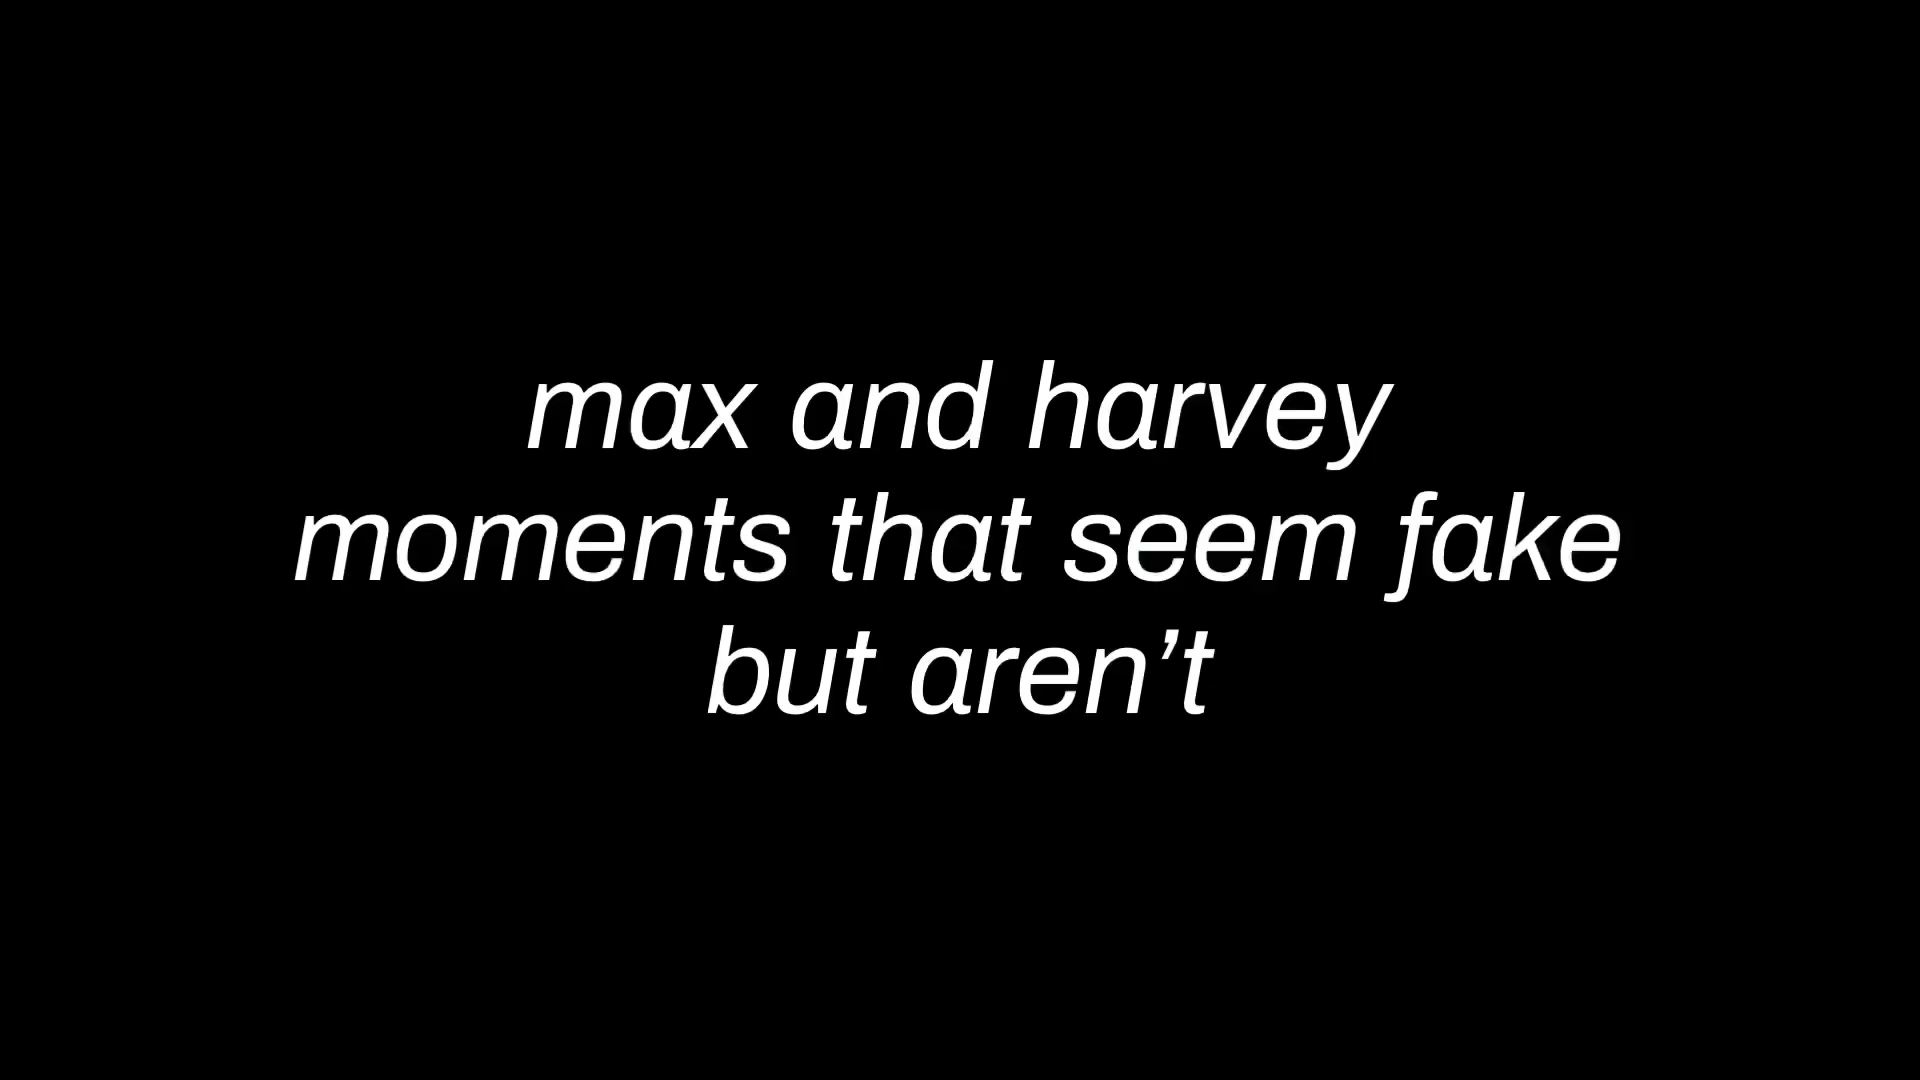 max and harvey
moments that seem fake
but aren’t